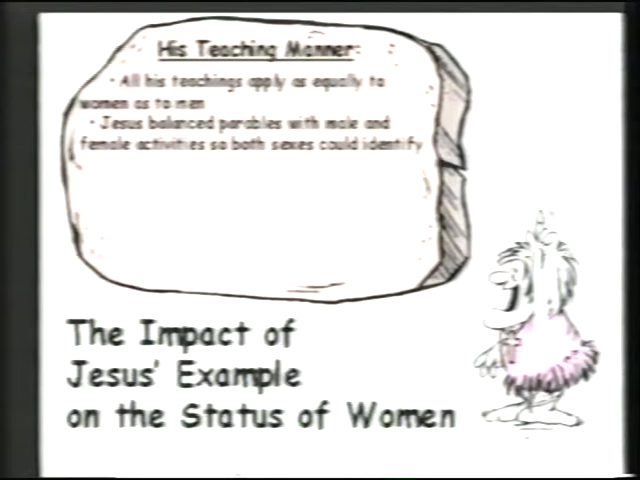 His Teaching Manner:
• All his teachings apply as equally to
women as to men
• Jesus balanced parables with male and
female activities so both sexes could identify
The Impact of
Jesus' Example
on the Status of Women